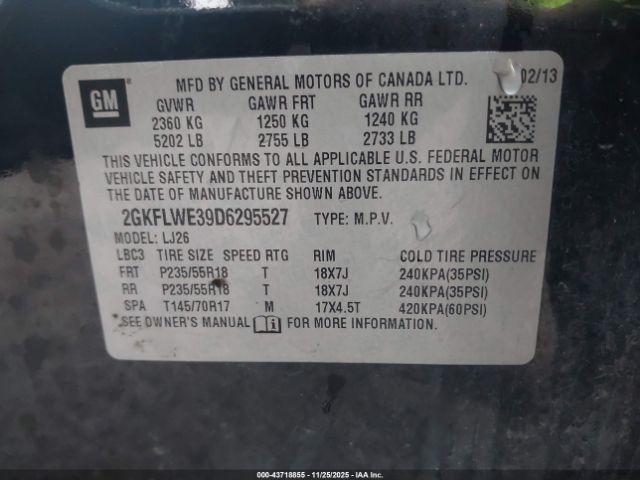 GM
MFD BY GENERAL MOTORS OF CANADA LTD. 02/13
GVWR GAWR FRT GAWR RR
2360 KG 1250 KG 1240 KG
5202 LB 2755 LB 2733 LB
THIS VEHICLE CONFORMS TO ALL APPLICABLE U.S. FEDERAL MOTOR
VEHICLE SAFETY AND THEFT PREVENTION STANDARDS IN EFFECT ON
THE DATE OF MANUFACTURE SHOWN ABOVE.
2GKFLWE39D6295527 TYPE: M.P.V.
MODEL: LJ26
LBC3 TIRE SIZE SPEED RTG RIM COLD TIRE PRESSURE
FRT P235/55R18 T 18X7J 240KPA(35PSI)
RR P235/55R18 T 18X7J 240KPA(35PSI)
SPA T145/70R17 M 17X4.5T 420KPA(60PSI)
SEE OWNER'S MANUAL FOR MORE INFORMATION.
000-43718855 - 11/25/2025 - IAAI.COM